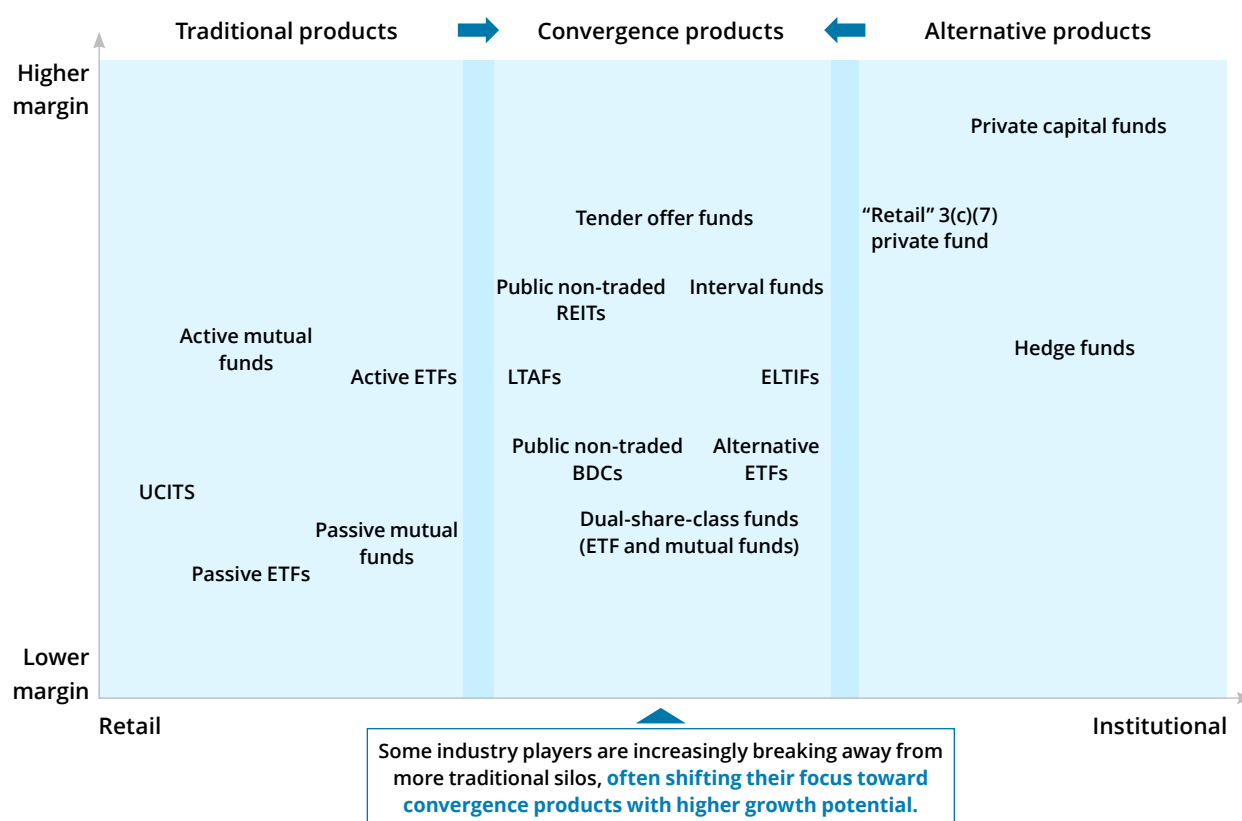 Traditional products
Convergence products
Alternative products
Higher
margin
Private capital funds
Tender offer funds
“Retail” 3(c)(7)
private fund
Public non-traded
REITs
Interval funds
Active mutual
funds
Hedge funds
Active ETFs
LTAFs
ELTIFs
Public non-traded
BDCs
Alternative
ETFs
UCITS
Dual-share-class funds
(ETF and mutual funds)
Passive mutual
funds
Passive ETFs
Lower
margin
Retail
Institutional
Some industry players are increasingly breaking away from
more traditional silos, often shifting their focus toward
convergence products with higher growth potential.